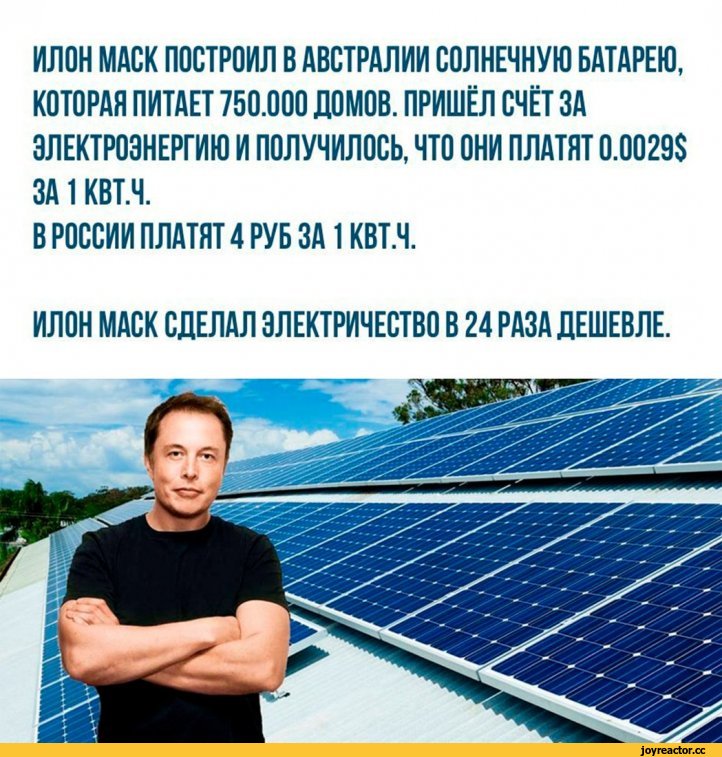 ИЛОН МАСК ПОСТРОИЛ В АВСТРАЛИИ СОЛНЕЧНУЮ БАТАРЕЮ,
КОТОРАЯ ПИТАЕТ 750.000 ДОМОВ. ПРИШЁЛ СЧЁТ ЗА
ЭЛЕКТРОЭНЕРГИЮ И ПОЛУЧИЛОСЬ, ЧТО ОНИ ПЛАТЯТ 0.0029$
ЗА 1 КВТ.Ч.
В РОССИИ ПЛАТЯТ 4 РУБ ЗА 1 КВТ.Ч.
ИЛОН МАСК СДЕЛАЛ ЭЛЕКТРИЧЕСТВО В 24 РАЗА ДЕШЕВЛЕ.
joyreactor.cc